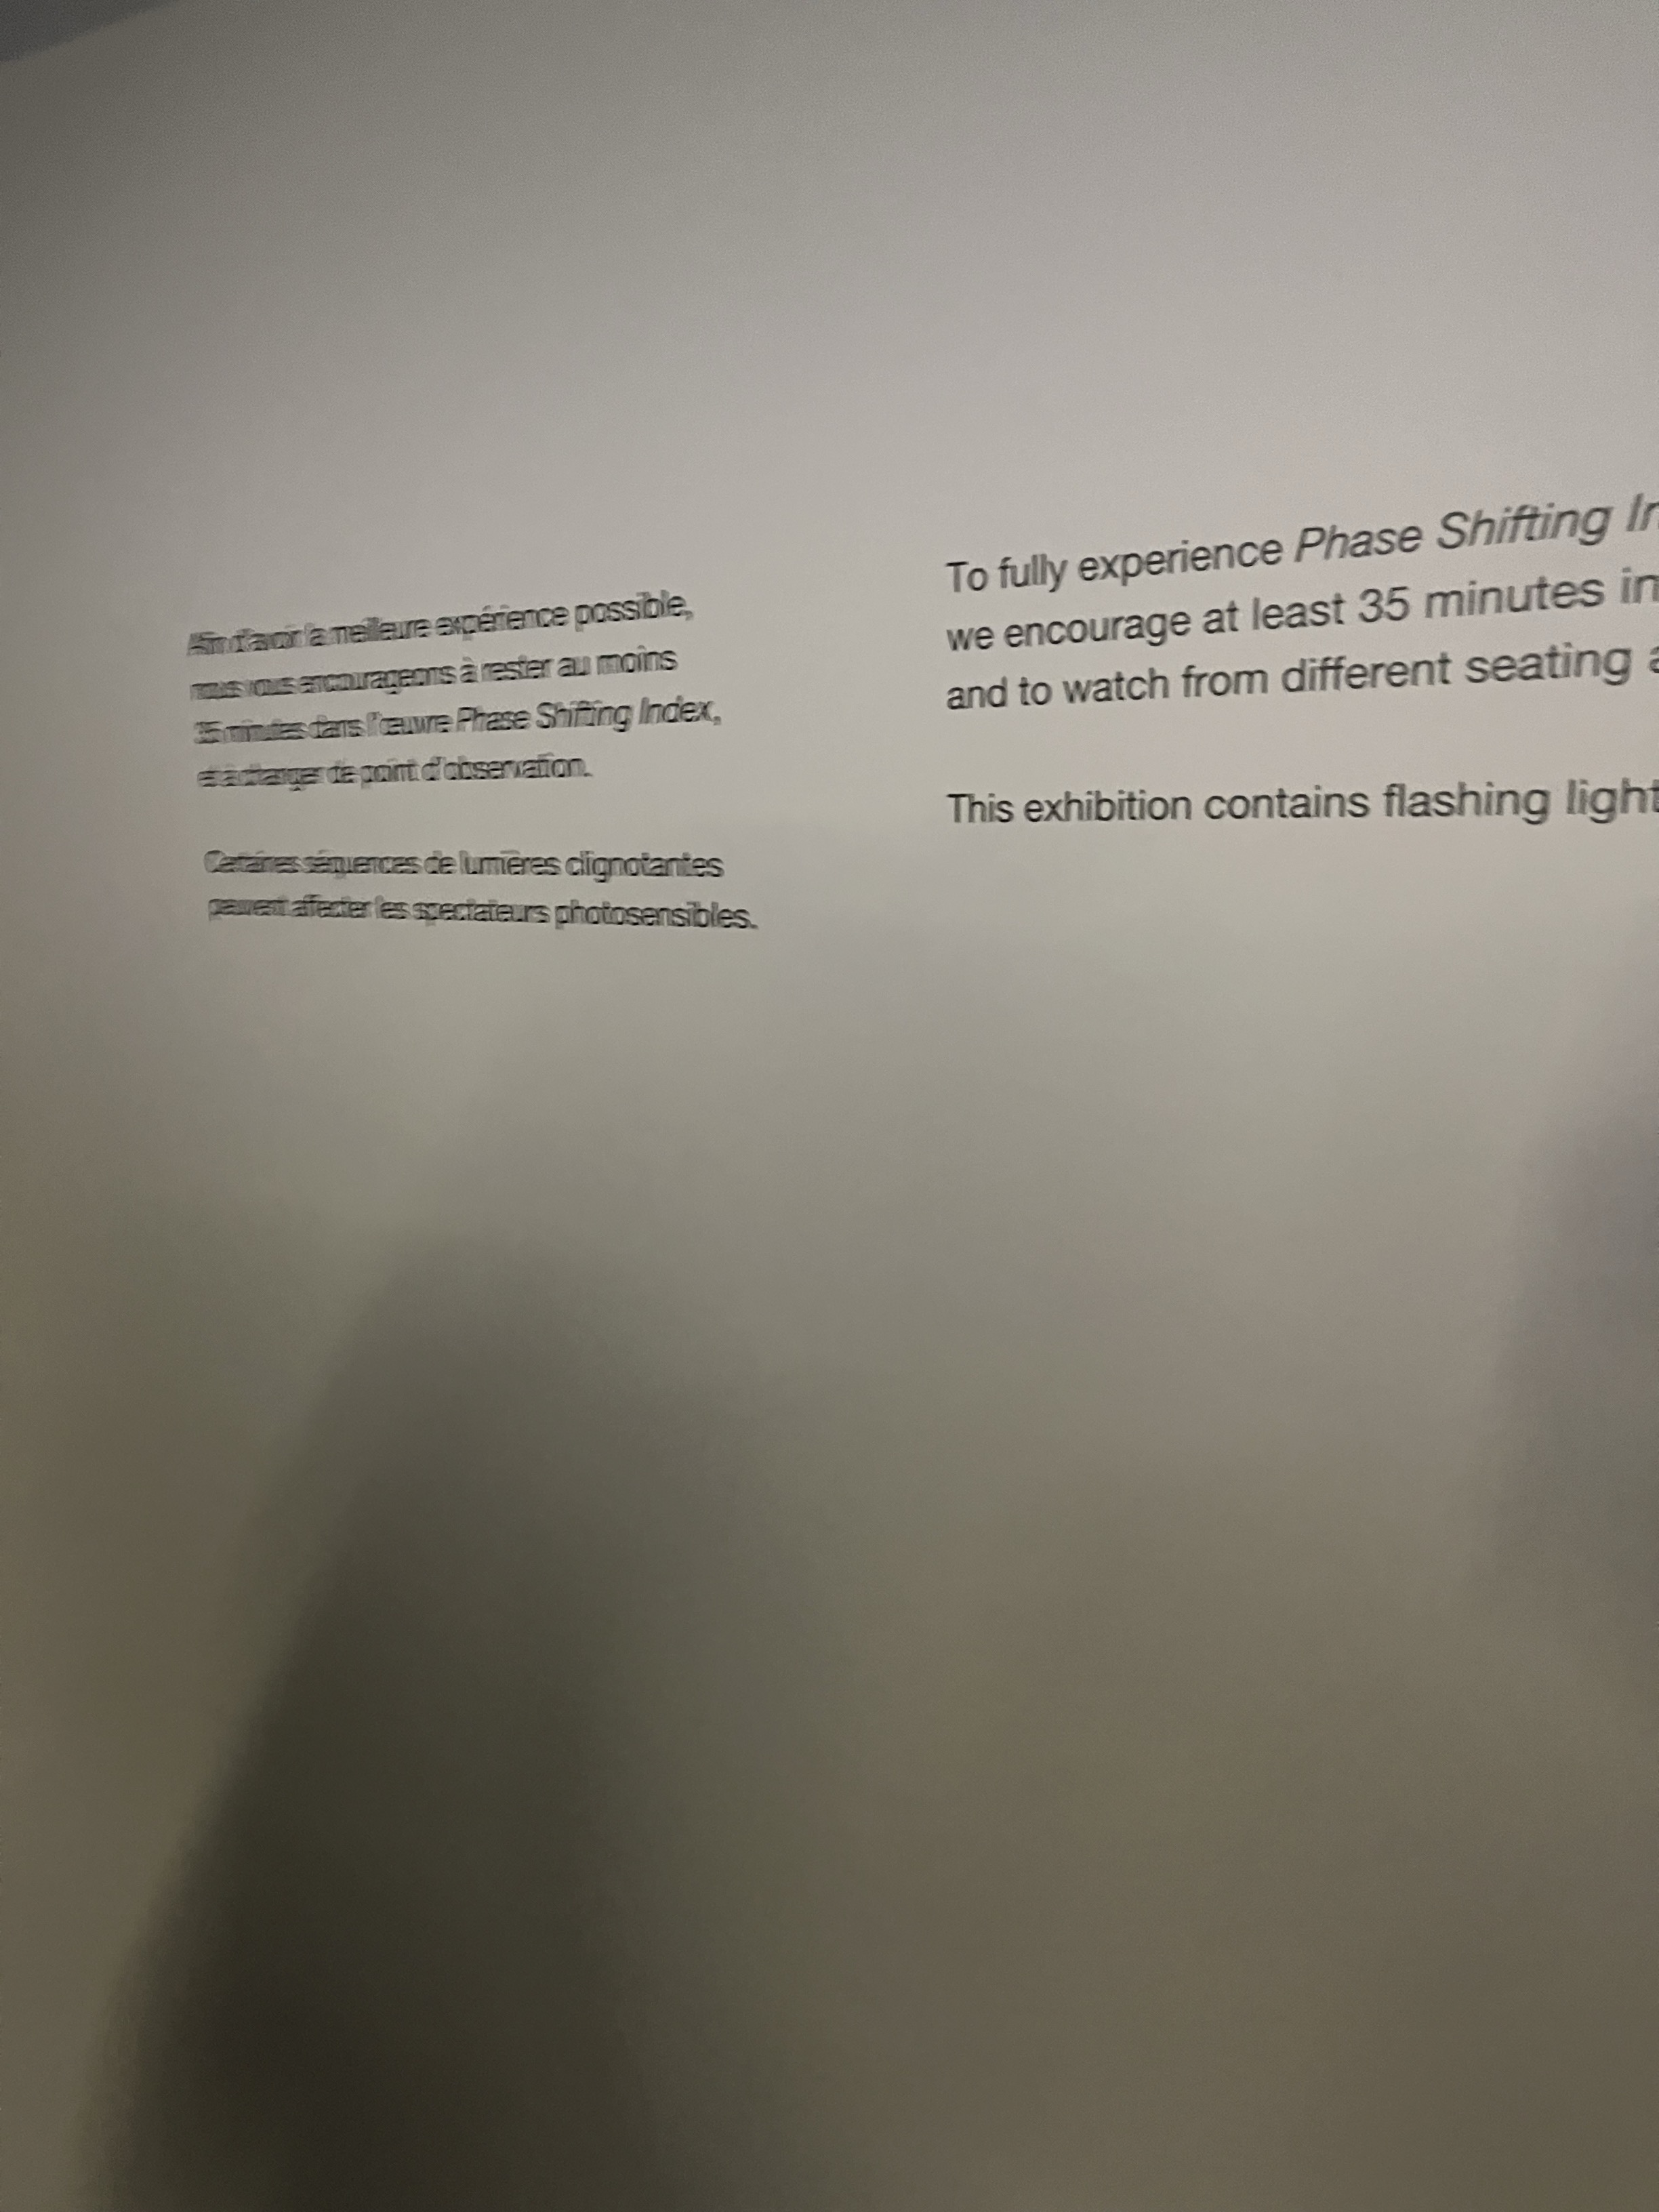 Afin d'avoir la meilleure expérience possible,
nous vous encourageons à rester au moins
35 minutes dans l'œuvre Phase Shifting Index,
et à changer de point d'observation.
Certaines séquences de lumières clignotantes
peuvent affecter les spectateurs photosensibles.
To fully experience Phase Shifting In
we encourage at least 35 minutes in
and to watch from different seating a
This exhibition contains flashing light